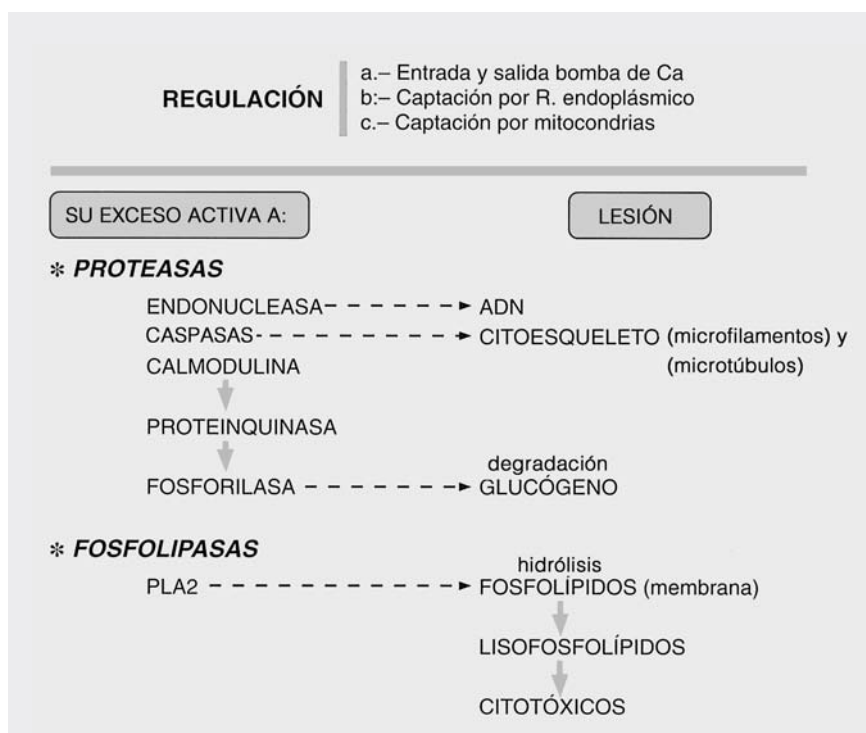 REGULACIÓN
a.– Entrada y salida bomba de Ca
b:– Captación por R. endoplásmico
c.– Captación por mitocondrias
SU EXCESO ACTIVA A: LESIÓN
* PROTEASAS
ENDONUCLEASA ADN
CASPASAS CITOESQUELETO (microfilamentos) y
CALMODULINA (microtúbulos)
PROTEINQUINASA
degradación
FOSFORILASA GLUCÓGENO
* FOSFOLIPASAS
hidrólisis
PLA2 FOSFOLÍPIDOS (membrana)
LISOFOSFOLÍPIDOS
CITOTÓXICOS